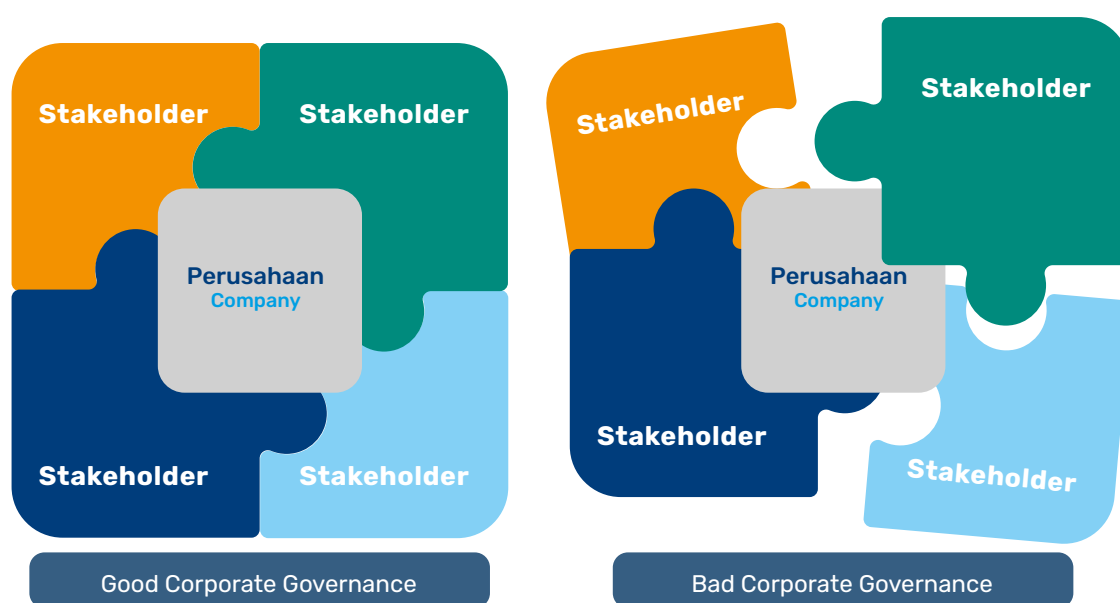 Stakeholder
Stakeholder
Perusahaan
Company
Stakeholder
Stakeholder
Good Corporate Governance
Stakeholder
Stakeholder
Perusahaan
Company
Stakeholder
Stakeholder
Bad Corporate Governance